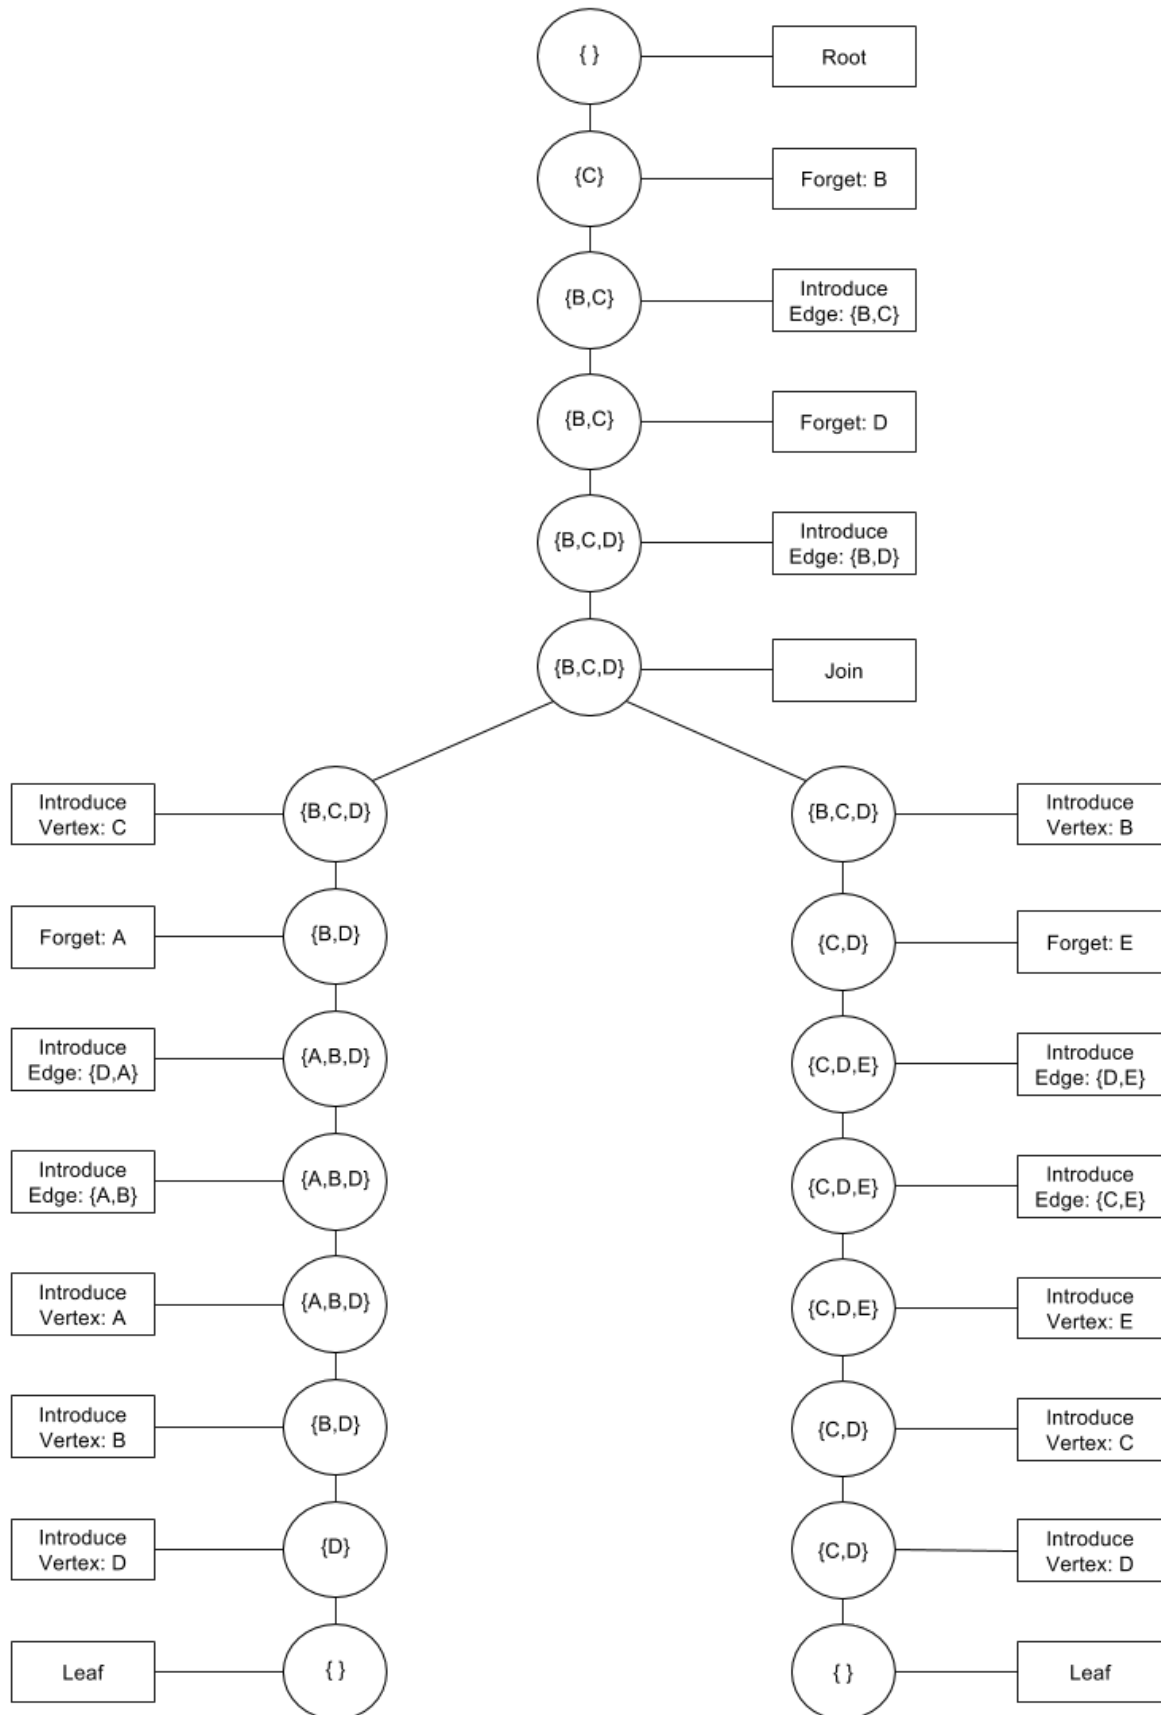 { }
Root
{C}
Forget: B
{B,C}
Introduce
Edge: {B,C}
{B,C}
Forget: D
{B,C,D}
Introduce
Edge: {B,D}
{B,C,D}
Join
Introduce
Vertex: C
{B,C,D}
{B,C,D}
Introduce
Vertex: B
Forget: A
{B,D}
{C,D}
Forget: E
Introduce
Edge: {D,A}
{A,B,D}
{C,D,E}
Introduce
Edge: {D,E}
Introduce
Edge: {A,B}
{A,B,D}
{C,D,E}
Introduce
Edge: {C,E}
Introduce
Vertex: A
{A,B,D}
{C,D,E}
Introduce
Vertex: E
Introduce
Vertex: B
{B,D}
{C,D}
Introduce
Vertex: C
Introduce
Vertex: D
{D}
{C,D}
Introduce
Vertex: D
Leaf
{ }
{ }
Leaf